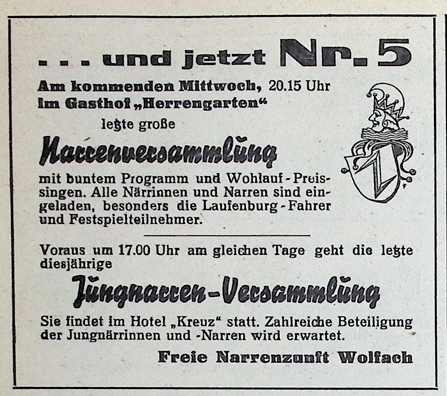 ... und jetzt Nr. 5
Am kommenden Mittwoch, 20.15 Uhr
im Gasthof „Herrengarten“
letzte große
Narrenversammlung
mit buntem Programm und Wohlauf-Preis-
singen. Alle Närrinnen und Narren sind ein-
geladen, besonders die Laufenburg-Fahrer
und Festspielteilnehmer.
Voraus um 17.00 Uhr am gleichen Tage geht die letzte
diesjährige
Jungnarren-Versammlung
Sie findet im Hotel „Kreuz“ statt. Zahlreiche Beteiligung
der Jungnärrinnen und -Narren wird erwartet.
Freie Narrenzunft Wolfach